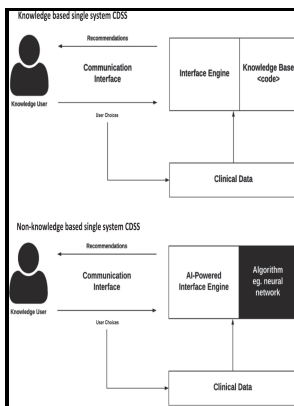 Knowledge based single system CDSS
Recommendations
Communication
Interface
Interface Engine
Knowledge Base
<code>
Knowledge User
User Choices
Clinical Data
Non-knowledge based single system CDSS
Recommendations
Communication
Interface
AI-Powered
Interface Engine
Algorithm
eg. neural
network
Knowledge User
User Choices
Clinical Data